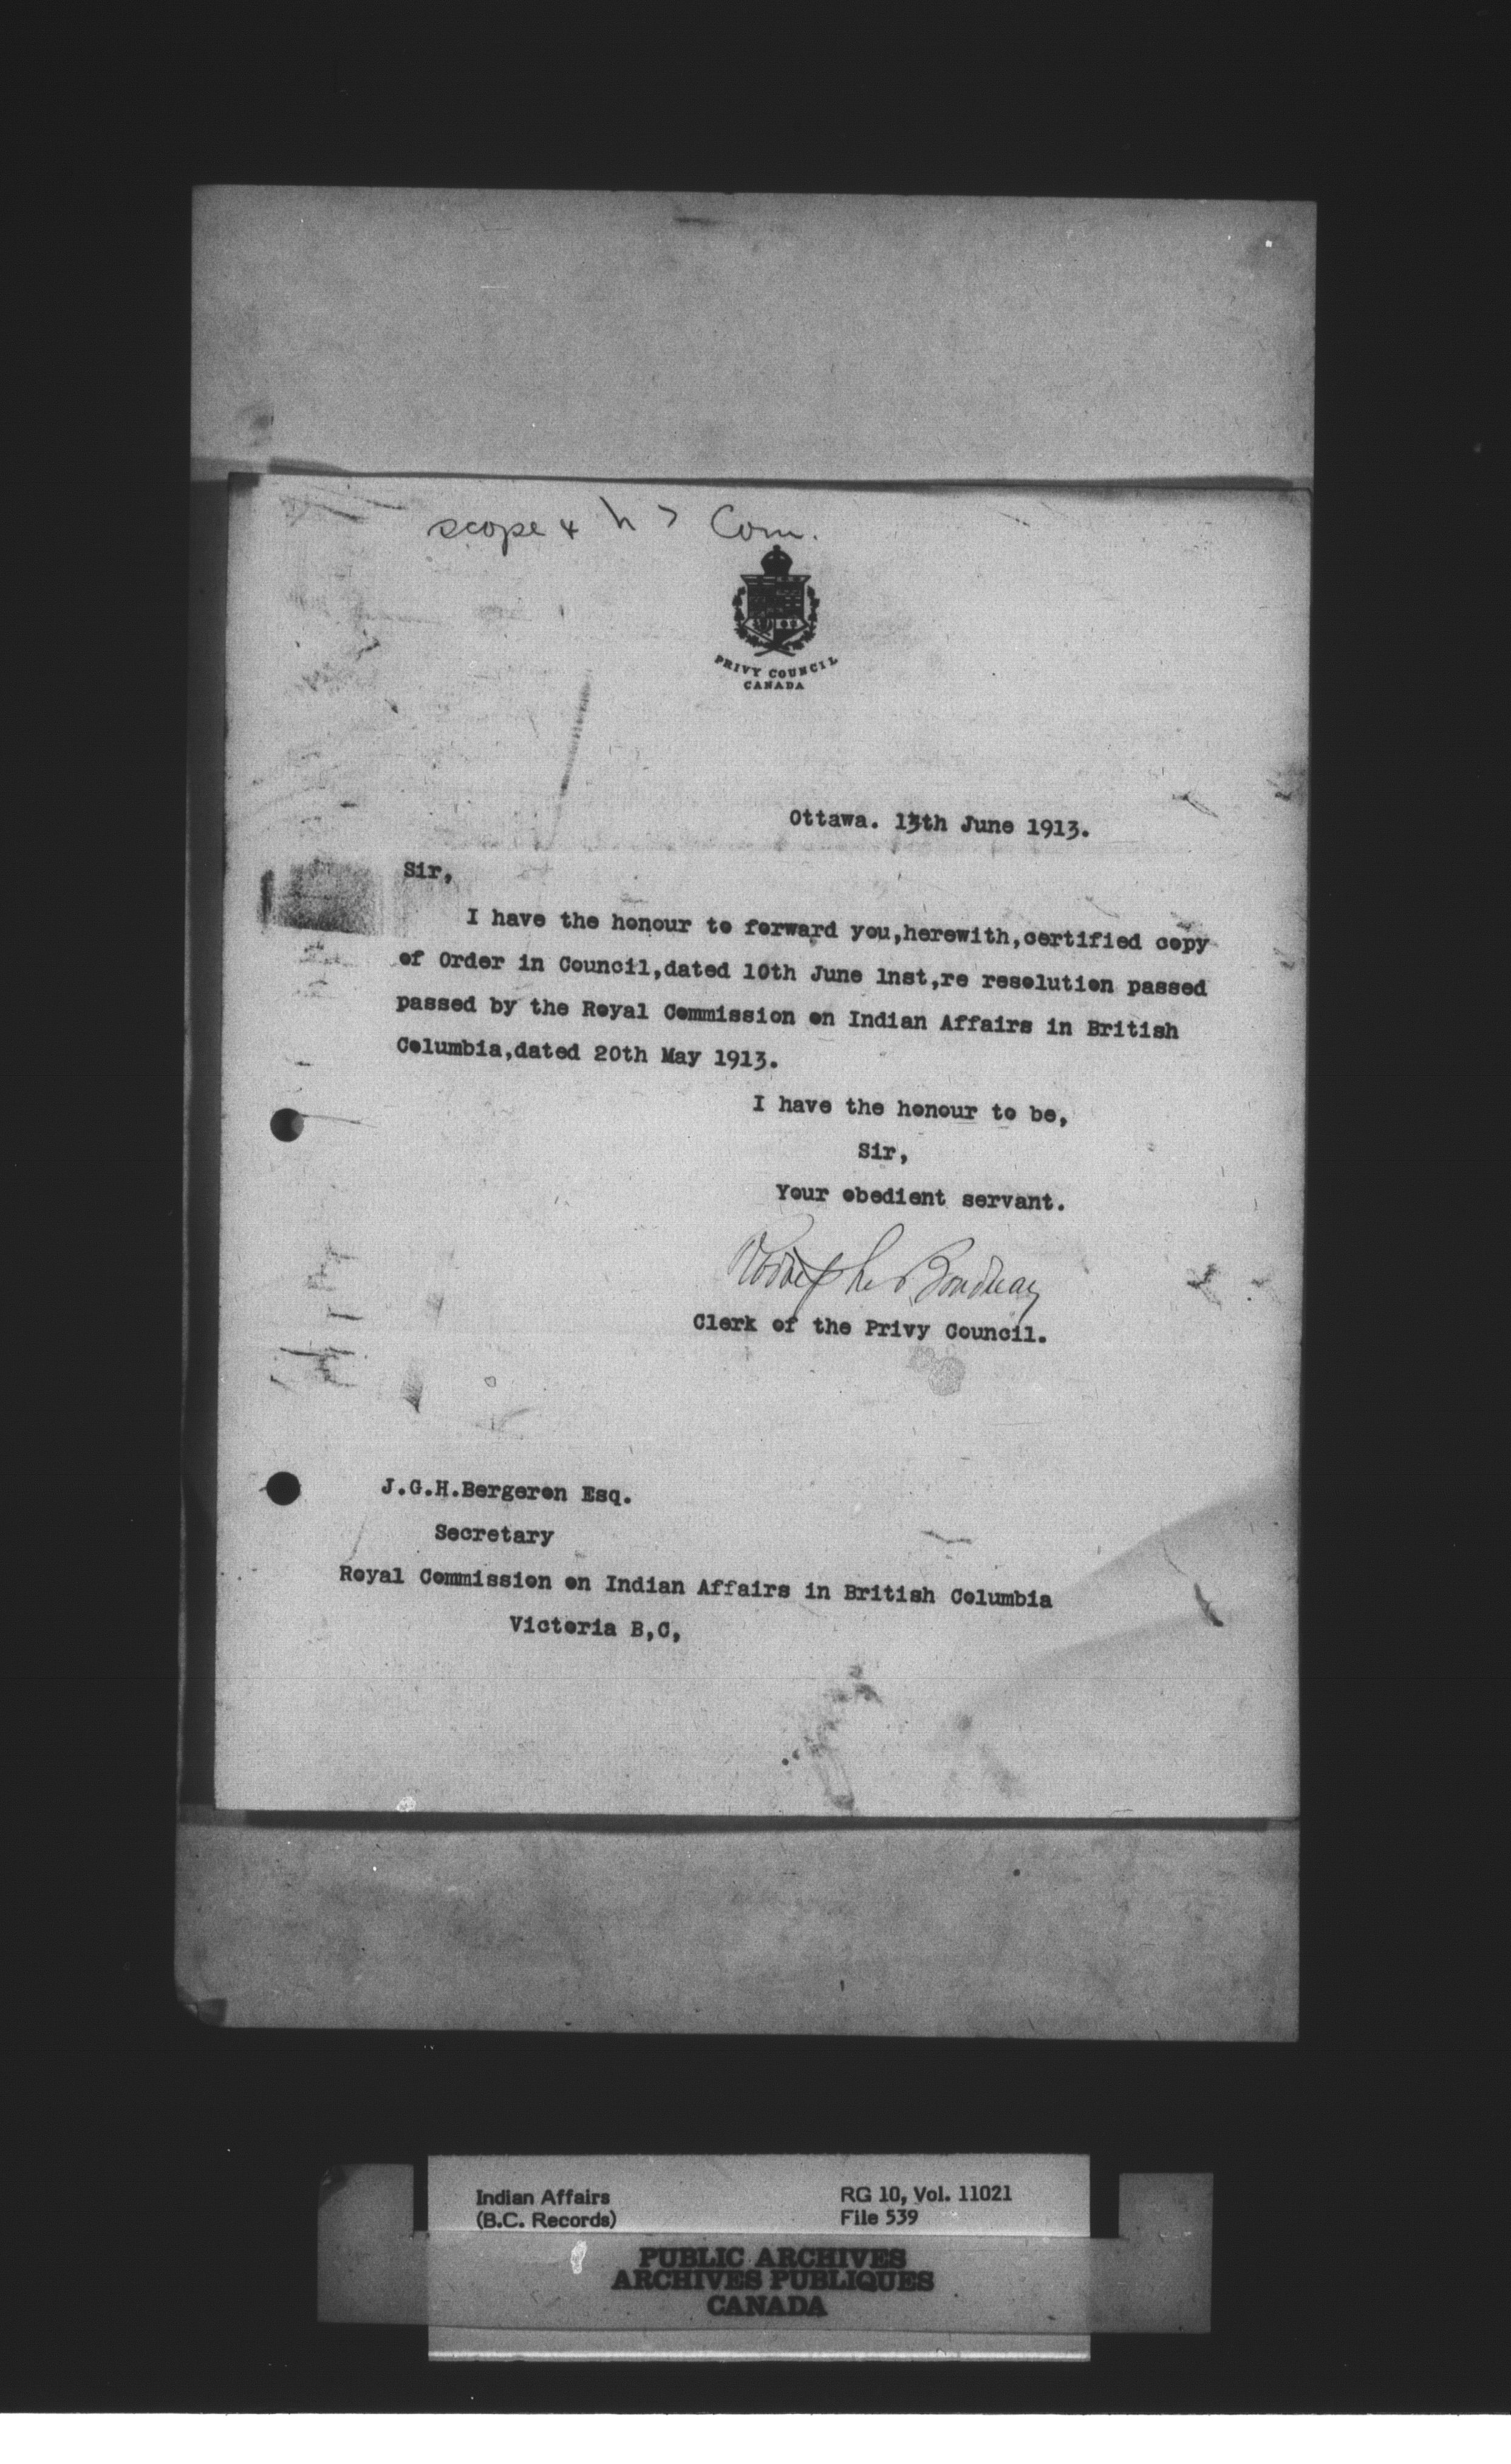 scope & h > Com.
PRIVY COUNCIL
CANADA
Ottawa. 13th June 1913.
Sir,
I have the honour to forward you,herewith,certified copy
of Order in Council,dated 10th June inst,re resolution passed
passed by the Royal Commission on Indian Affairs in British
Columbia,dated 20th May 1913.
I have the honour to be,
Sir,
Your obedient servant.
Rodolphe Boudreau
Clerk of the Privy Council.
J.G.H.Bergeron Esq.
Secretary
Royal Commission on Indian Affairs in British Columbia
Victoria B,C,
Indian Affairs
(B.C. Records)
RG 10, Vol. 11021
File 539
PUBLIC ARCHIVES
ARCHIVES PUBLIQUES
CANADA